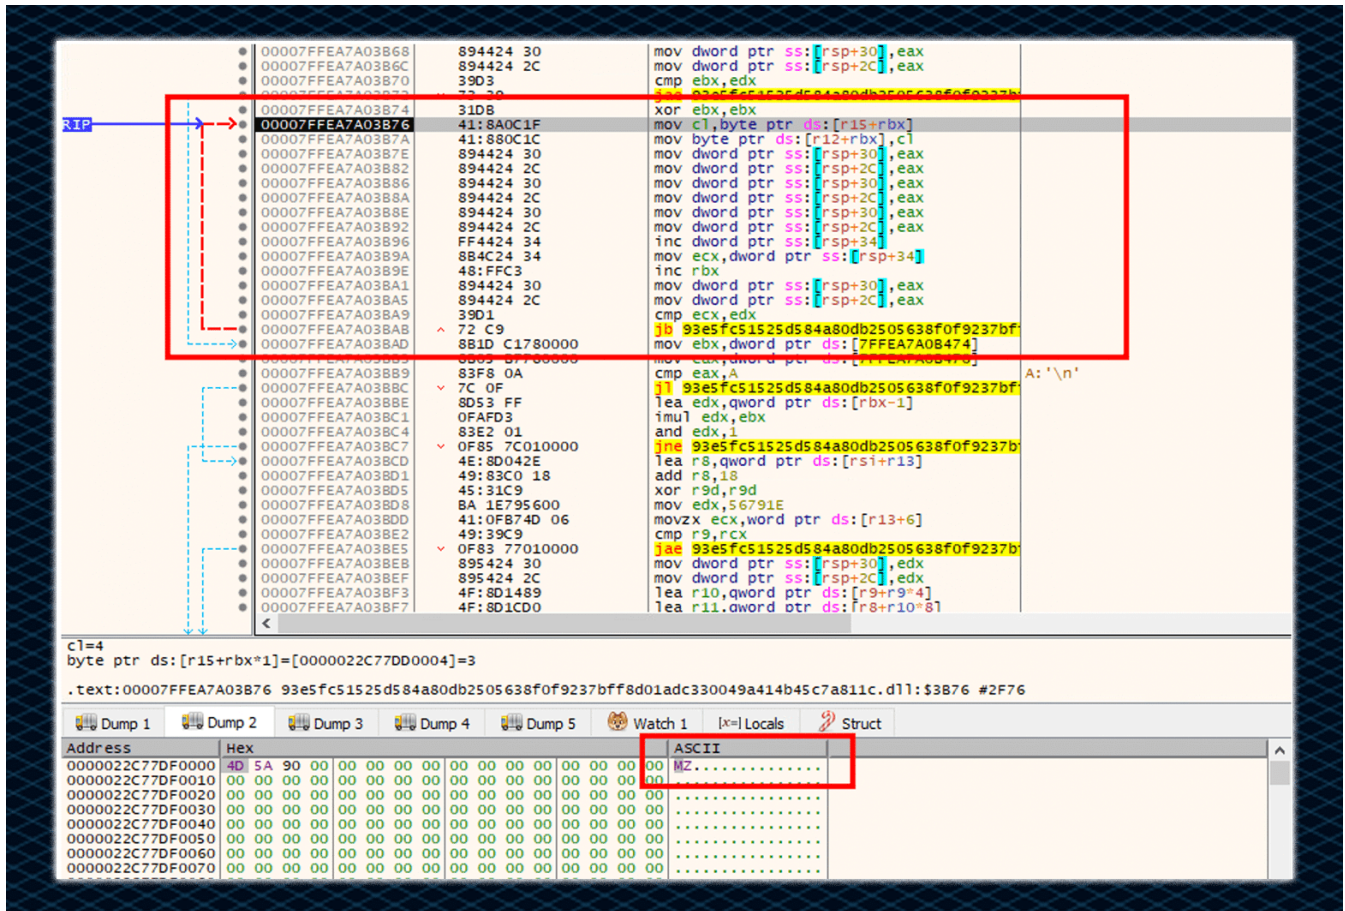 00007FFEA7A03B68 894424 30 mov dword ptr ss:[rsp+30],eax
00007FFEA7A03B6C 894424 2C mov dword ptr ss:[rsp+2C],eax
00007FFEA7A03B70 39D3 cmp ebx,edx
00007FFEA7A03B74 31DB xor ebx,ebx
RIP 00007FFEA7A03B76 41:8A0C1F mov cl,byte ptr ds:[r15+rbx]
00007FFEA7A03B7A 41:880C1C mov byte ptr ds:[r12+rbx],cl
00007FFEA7A03B7E 894424 30 mov dword ptr ss:[rsp+30],eax
00007FFEA7A03B82 894424 2C mov dword ptr ss:[rsp+2C],eax
00007FFEA7A03B86 894424 30 mov dword ptr ss:[rsp+30],eax
00007FFEA7A03B8A 894424 2C mov dword ptr ss:[rsp+2C],eax
00007FFEA7A03B8E 894424 30 mov dword ptr ss:[rsp+30],eax
00007FFEA7A03B92 894424 2C mov dword ptr ss:[rsp+2C],eax
00007FFEA7A03B96 FF4424 34 inc dword ptr ss:[rsp+34]
00007FFEA7A03B9A 8B4C24 34 mov ecx,dword ptr ss:[rsp+34]
00007FFEA7A03B9E 48:FFC3 inc rbx
00007FFEA7A03BA1 894424 30 mov dword ptr ss:[rsp+30],eax
00007FFEA7A03BA5 894424 2C mov dword ptr ss:[rsp+2C],eax
00007FFEA7A03BA9 39D1 cmp ecx,edx
00007FFEA7A03BAB 72 C9 jb 93e5fc51525d584a80db2505638f0f9237bf
00007FFEA7A03BAD 8B1D C1780000 mov ebx,dword ptr ds:[7FFEA7A0B474]
00007FFEA7A03BB9 83F8 0A cmp eax,A A:'\n'
00007FFEA7A03BBC 7C 0F jl 93e5fc51525d584a80db2505638f0f9237bf
00007FFEA7A03BBE 8D53 FF lea edx,qword ptr ds:[rbx-1]
00007FFEA7A03BC1 0FAFD3 imul edx,ebx
00007FFEA7A03BC4 83E2 01 and edx,1
00007FFEA7A03BC7 0F85 7C010000 jne 93e5fc51525d584a80db2505638f0f9237b
00007FFEA7A03BCD 4E:8D042E lea r8,qword ptr ds:[rsi+r13]
00007FFEA7A03BD1 49:83C0 18 add r8,18
00007FFEA7A03BD5 45:31C9 xor r9d,r9d
00007FFEA7A03BD8 BA 1E795600 mov edx,56791E
00007FFEA7A03BDD 41:0FB74D 06 movzx ecx,word ptr ds:[r13+6]
00007FFEA7A03BE2 49:39C9 cmp r9,rcx
00007FFEA7A03BE5 0F83 77010000 jae 93e5fc51525d584a80db2505638f0f9237b
00007FFEA7A03BEB 895424 30 mov dword ptr ss:[rsp+30],edx
00007FFEA7A03BEF 895424 2C mov dword ptr ss:[rsp+2C],edx
00007FFEA7A03BF3 4F:8D1489 lea r10,qword ptr ds:[r9+r9*4]
00007FFEA7A03BF7 4F:8D1CD0 lea r11,qword ptr ds:[r8+r10*8]
cl=4
byte ptr ds:[r15+rbx*1]=[0000022C77DD0004]=3
.text:00007FFEA7A03B76 93e5fc51525d584a80db2505638f0f9237bff8d01adc330049a414b45c7a811c.dll:$3B76 #2F76
Dump 1 Dump 2 Dump 3 Dump 4 Dump 5 Watch 1 [x=] Locals Struct
Address Hex ASCII
0000022C77DF0000 4D 5A 90 00 00 00 00 00 00 00 00 00 00 00 00 00 MZ..............
0000022C77DF0010 00 00 00 00 00 00 00 00 00 00 00 00 00 00 00 00 ................
0000022C77DF0020 00 00 00 00 00 00 00 00 00 00 00 00 00 00 00 00 ................
0000022C77DF0030 00 00 00 00 00 00 00 00 00 00 00 00 00 00 00 00 ................
0000022C77DF0040 00 00 00 00 00 00 00 00 00 00 00 00 00 00 00 00 ................
0000022C77DF0050 00 00 00 00 00 00 00 00 00 00 00 00 00 00 00 00 ................
0000022C77DF0060 00 00 00 00 00 00 00 00 00 00 00 00 00 00 00 00 ................
0000022C77DF0070 00 00 00 00 00 00 00 00 00 00 00 00 00 00 00 00 ................